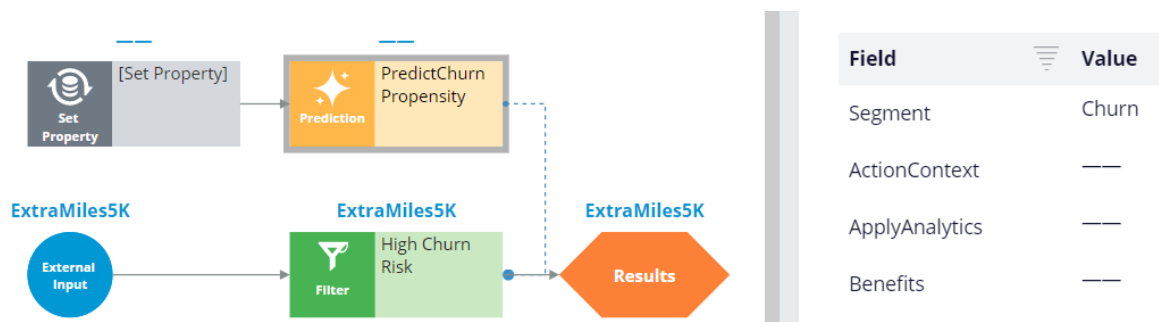 —— ——
[Set Property]
Set
Property
PredictChurn
Propensity
Prediction
ExtraMiles5K ExtraMiles5K ExtraMiles5K
External
Input
High Churn
Risk
Filter
Results
Field Value
Segment Churn
ActionContext ——
ApplyAnalytics ——
Benefits ——